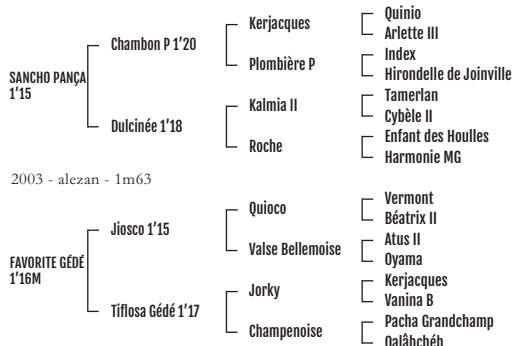 Quinio
Kerjacques
Arlette III
Chambon P 1'20
Index
Plombière P
Hirondelle de Joinville
SANCHO PANÇA
1'15
Tamerlan
Kalmia II
Cybèle II
Dulcinée 1'18
Enfant des Houlles
Roche
Harmonie MG
2003 - alezan - 1m63
Vermont
Quioco
Béatrix II
Jiosco 1'15
Atus II
Valse Bellemoise
Oyama
FAVORITE GÉDÉ
1'16M
Kerjacques
Jorky
Vanina B
Tiflosa Gédé 1'17
Pacha Grandchamp
Champenoise